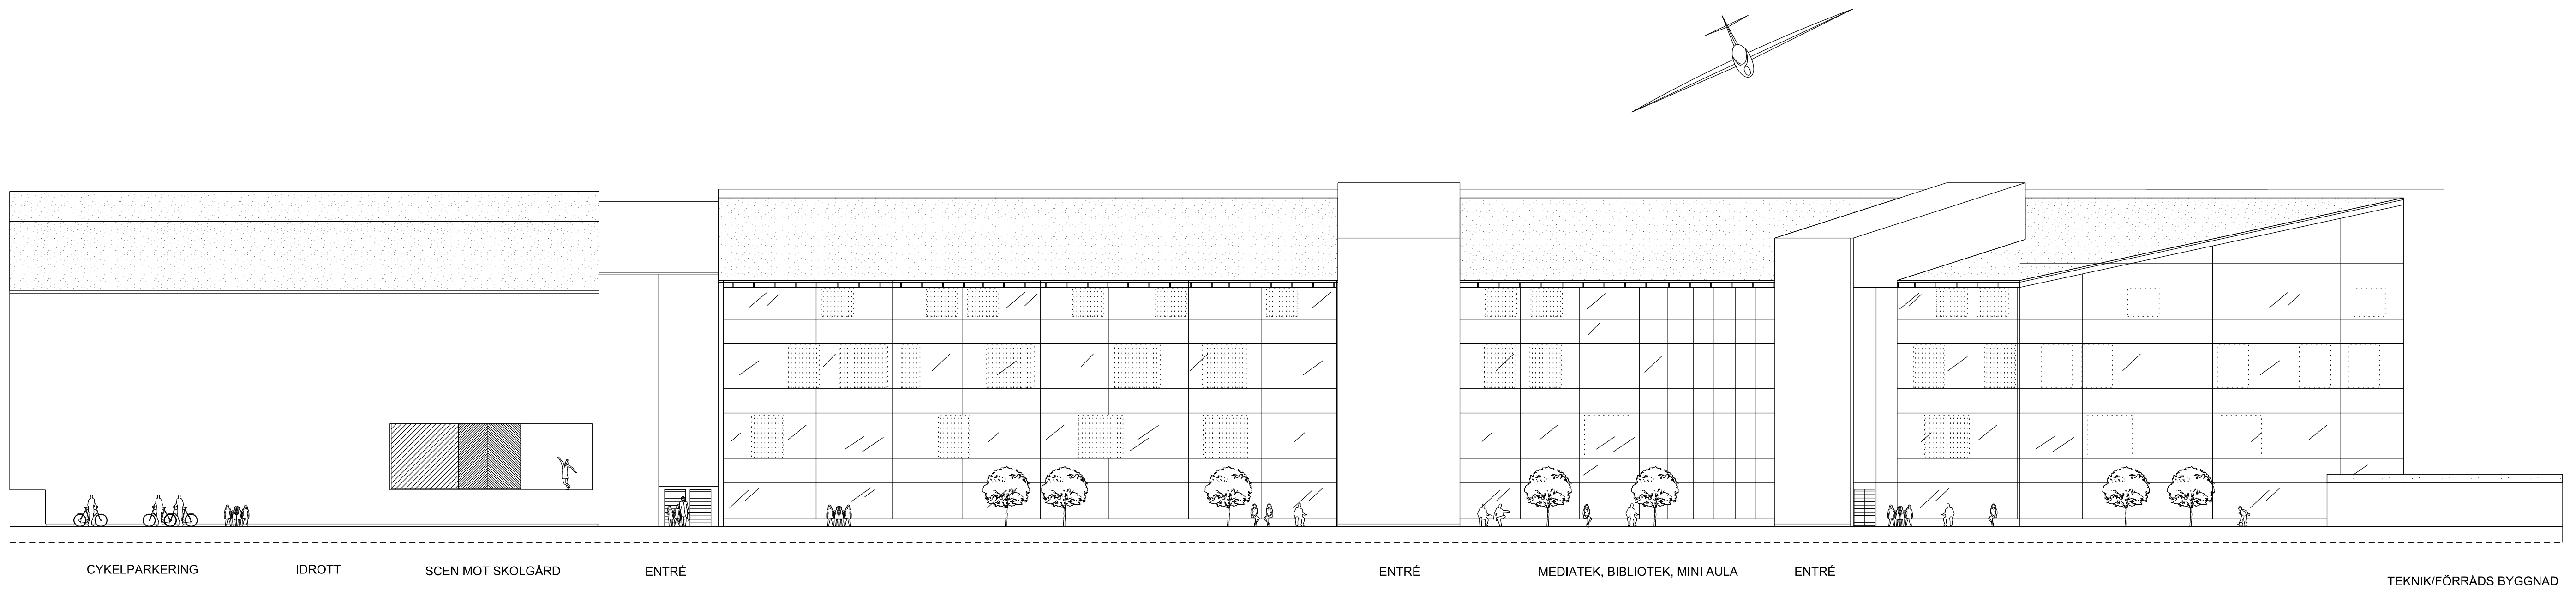 CYKELPARKERING
IDROTT
SCEN MOT SKOLGÅRD
ENTRÉ
ENTRÉ
MEDIATEK, BIBLIOTEK, MINI AULA
ENTRÉ
TEKNIK/FÖRRÅDS BYGGNAD